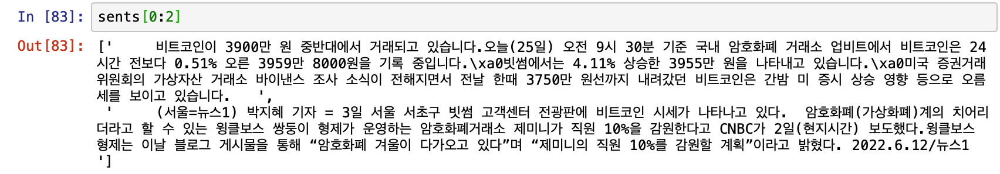 In [83]: sents[0:2]
Out[83]: ['     비트코인이 3900만 원 중반대에서 거래되고 있습니다.오늘(25일) 오전 9시 30분 기준 국내 암호화폐 거래소 업비트에서 비트코인은 24
시간 전보다 0.51% 오른 3959만 8000원을 기록 중입니다.\xa0빗썸에서는 4.11% 상승한 3955만 원을 나타내고 있습니다.\xa0미국 증권거래
위원회의 가상자산 거래소 바이낸스 조사 소식이 전해지면서 전날 한때 3750만 원선까지 내려갔던 비트코인은 간밤 미 증시 상승 영향 등으로 오름
세를 보이고 있습니다.   ',
'     (서울=뉴스1) 박지혜 기자 = 3일 서울 서초구 빗썸 고객센터 전광판에 비트코인 시세가 나타나고 있다.  암호화폐(가상화폐)계의 치어리
더라고 할 수 있는 윙클보스 쌍둥이 형제가 운영하는 암호화폐거래소 제미니가 직원 10%을 감원한다고 CNBC가 2일(현지시간) 보도했다.윙클보스
형제는 이날 블로그 게시물을 통해 “암호화폐 겨울이 다가오고 있다”며 “제미니의 직원 10%를 감원할 계획”이라고 밝혔다. 2022.6.12/뉴스1
']